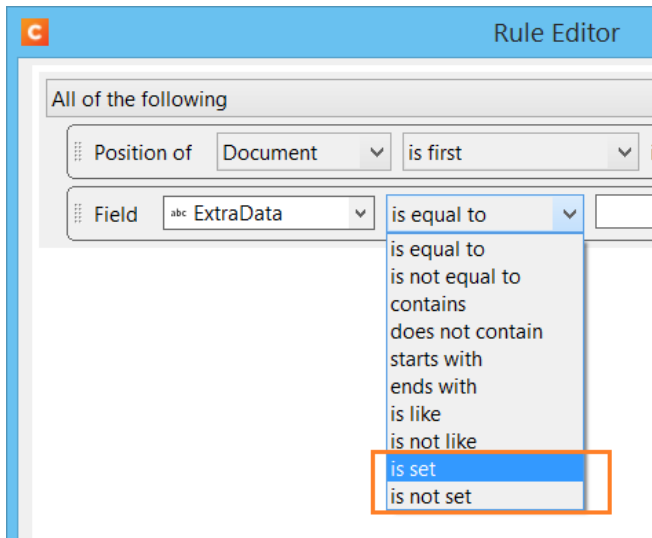 C Rule Editor
All of the following
Position of Document is first
Field abc ExtraData is equal to
is equal to
is not equal to
contains
does not contain
starts with
ends with
is like
is not like
is set
is not set